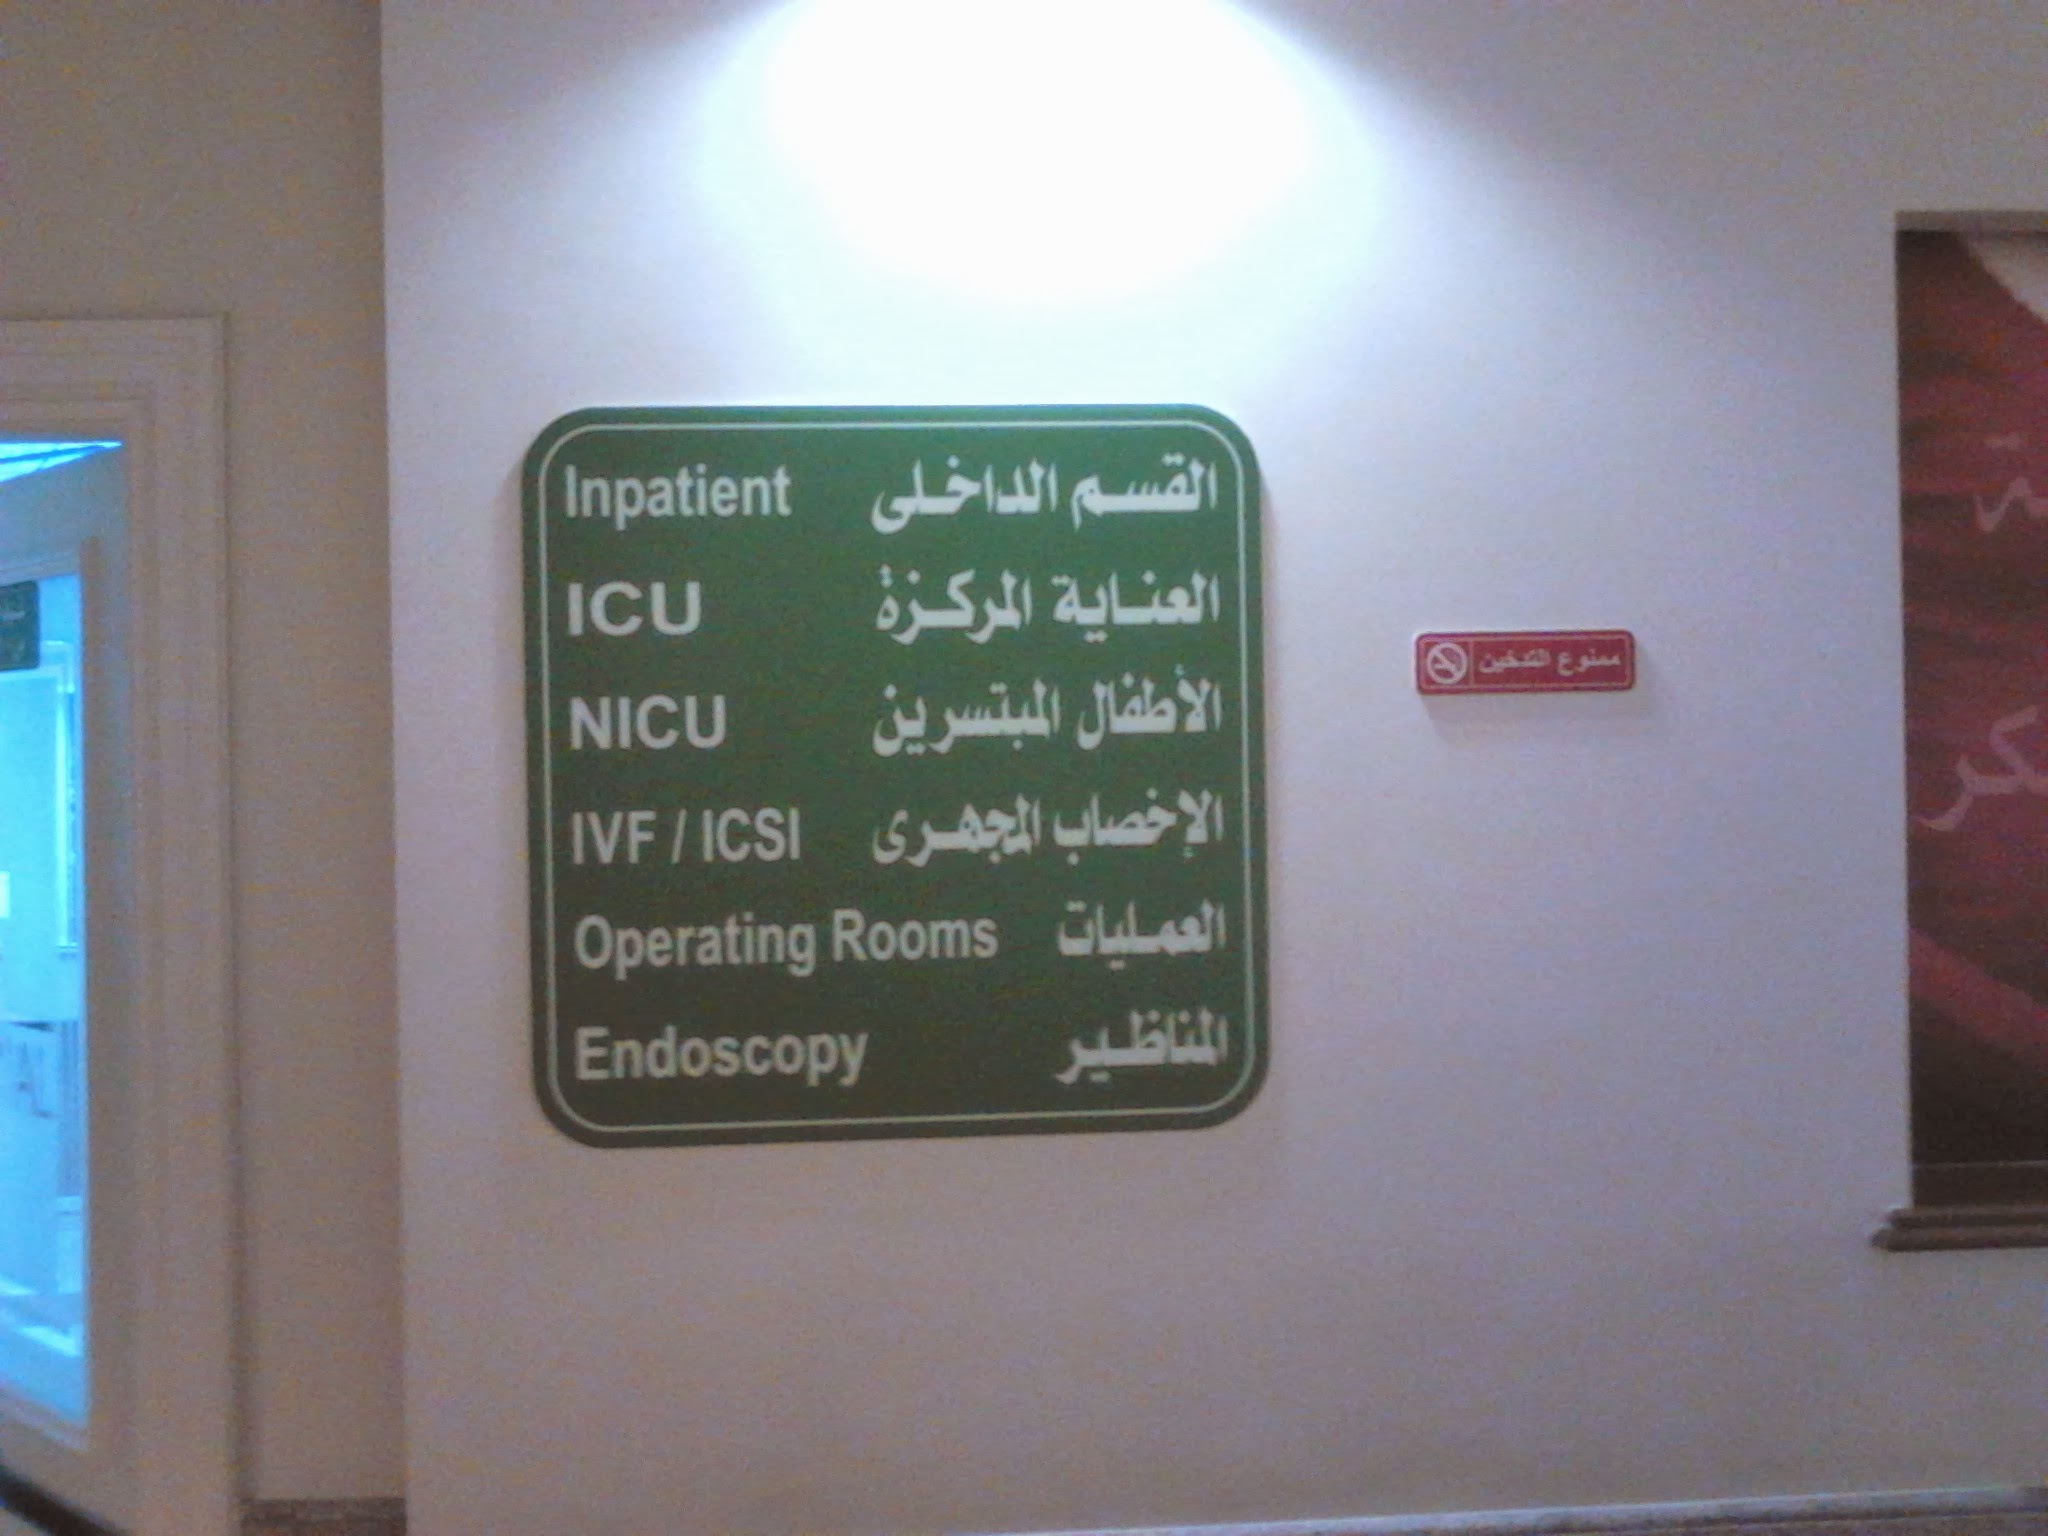 Inpatient القسم الداخلى
ICU العناية المركزة
NICU الأطفال المبتسرين
IVF / ICSI الإخصاب المجهرى
Operating Rooms العمليات
Endoscopy المناظير
ممنوع التدخين